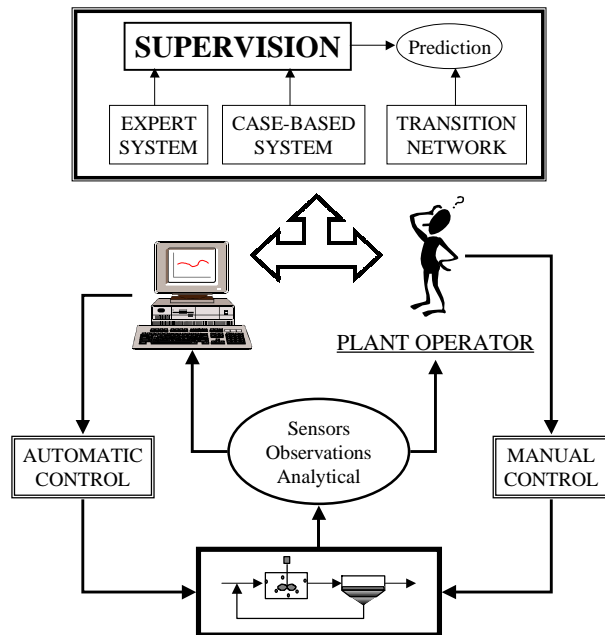 SUPERVISION
Prediction
EXPERT
SYSTEM
CASE-BASED
SYSTEM
TRANSITION
NETWORK
?
PLANT OPERATOR
Sensors
Observations
Analytical
AUTOMATIC
CONTROL
MANUAL
CONTROL